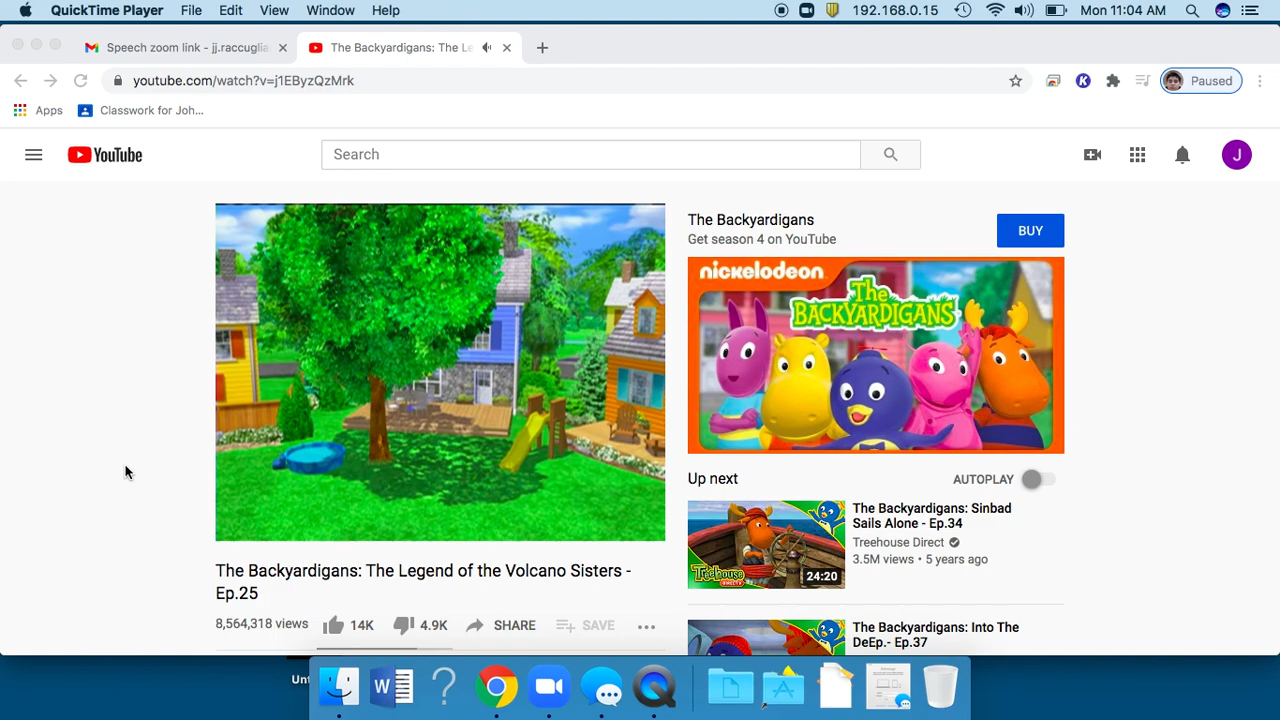 QuickTime Player File Edit View Window Help 192.168.0.15 Mon 11:04 AM
Speech zoom link - jj.raccuglia
The Backyardigans: The Le
youtube.com/watch?v=j1EByzQzMrk
K
Paused
Apps Classwork for Joh...
YouTube
Search
J
The Backyardigans
Get season 4 on YouTube
BUY
nickelodeon
The
BACKYARDIGANS
Up next
AUTOPLAY
The Backyardigans: Sinbad
Sails Alone - Ep.34
Treehouse Direct
3.5M views • 5 years ago
Treehouse
DIRECT
24:20
The Backyardigans: The Legend of the Volcano Sisters -
Ep.25
8,564,318 views 14K 4.9K SHARE SAVE
The Backyardigans: Into The
DeEp.- Ep.37
W